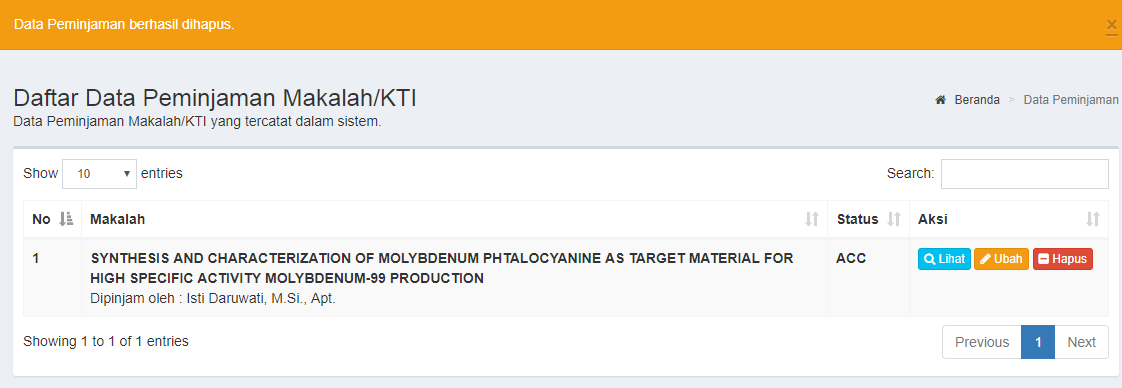 Data Peminjaman berhasil dihapus.
×
Daftar Data Peminjaman Makalah/KTI
Data Peminjaman Makalah/KTI yang tercatat dalam sistem.
Beranda > Data Peminjaman
Show 10 entries
Search:
No Makalah Status Aksi
1 SYNTHESIS AND CHARACTERIZATION OF MOLYBDENUM PHTALOCYANINE AS TARGET MATERIAL FOR ACC Lihat Ubah Hapus
HIGH SPECIFIC ACTIVITY MOLYBDENUM-99 PRODUCTION
Dipinjam oleh : Isti Daruwati, M.Si., Apt.
Showing 1 to 1 of 1 entries
Previous 1 Next